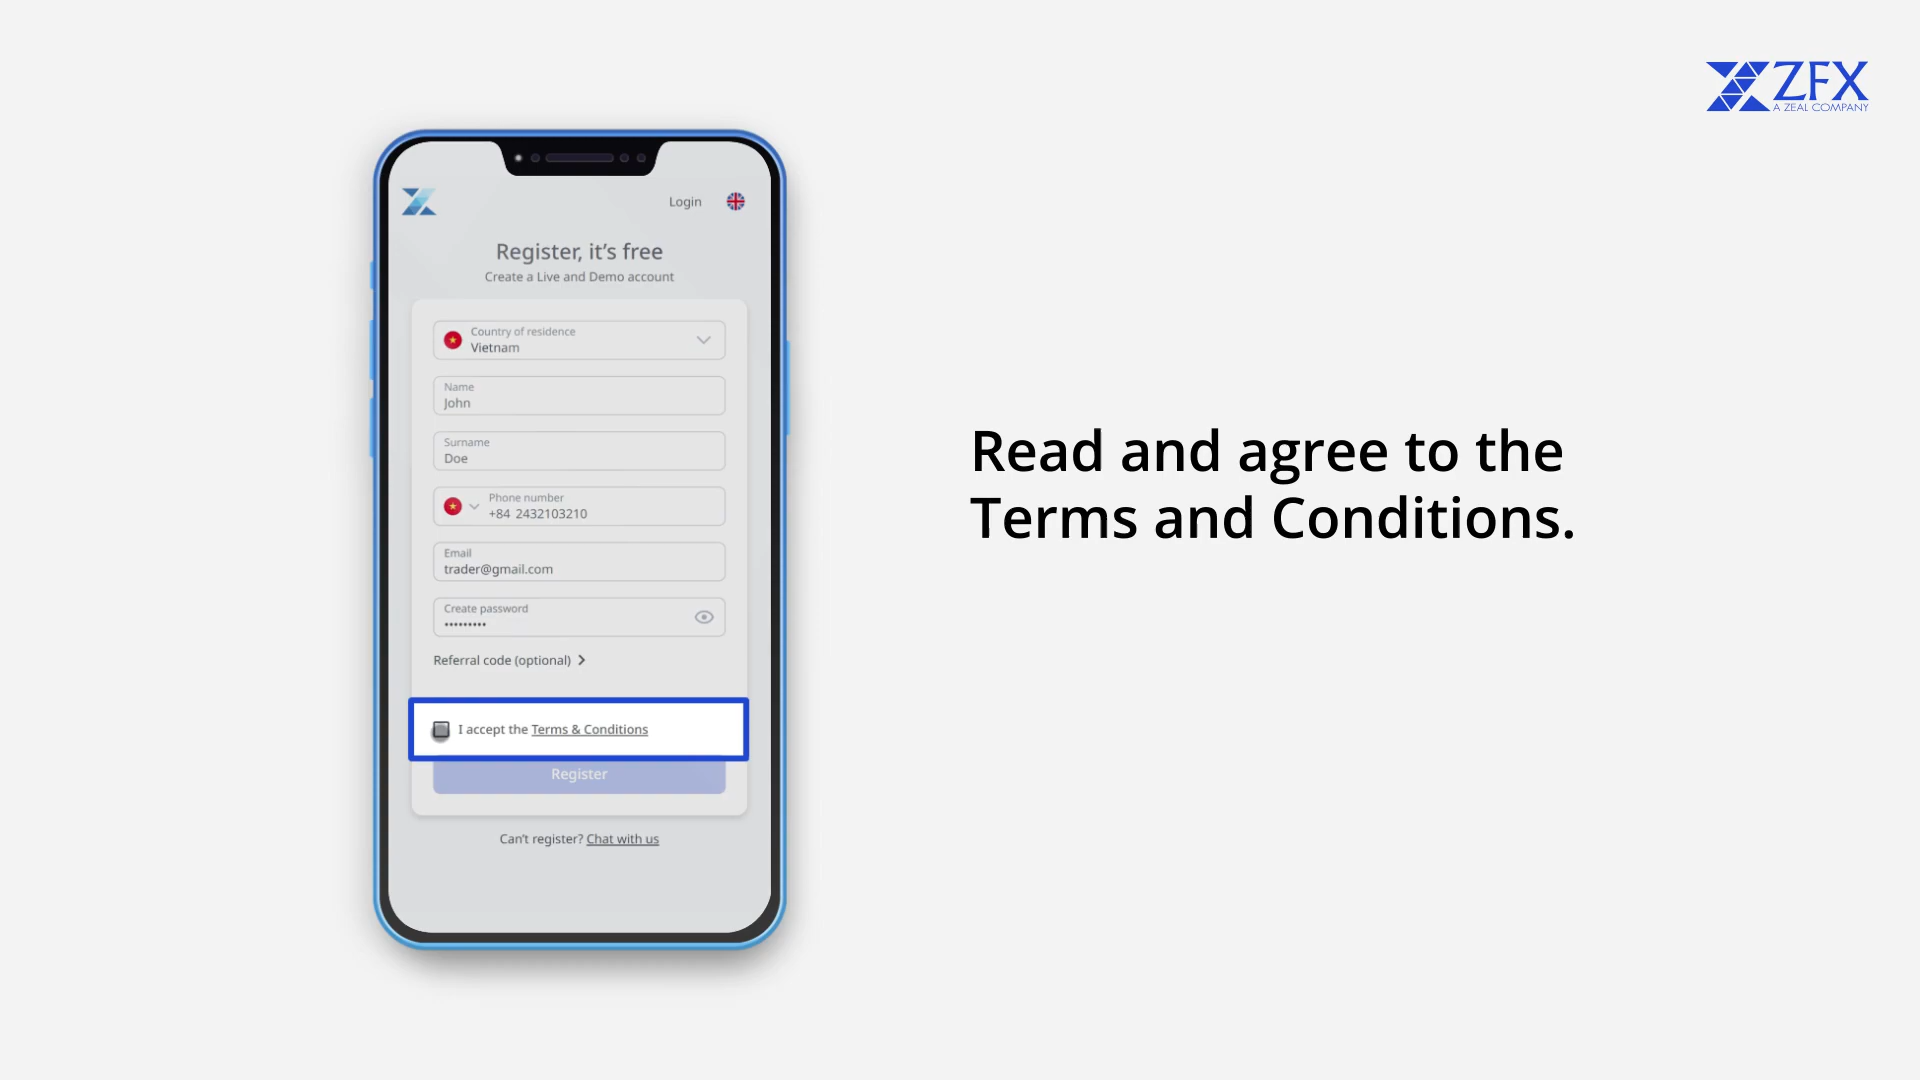 ZFX
A ZEAL COMPANY
Login
Register, it's free
Create a Live and Demo account
Country of residence
Vietnam
Name
John
Surname
Doe
Phone number
+84 2432103210
Email
trader@gmail.com
Create password
•••••••••
Referral code (optional)
I accept the Terms & Conditions
Register
Can't register? Chat with us
Read and agree to the
Terms and Conditions.